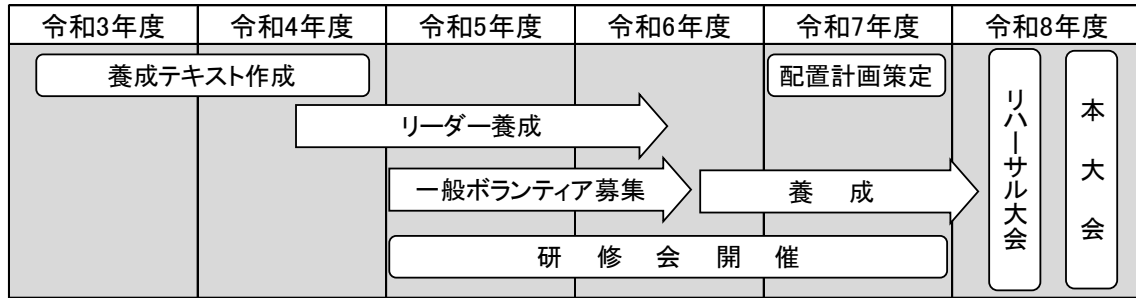 令和3年度 令和4年度 令和5年度 令和6年度 令和7年度 令和8年度
養成テキスト作成
配置計画策定
リーダー養成
一般ボランティア募集
養 成
研 修 会 開 催
リハーサル大会
本大会